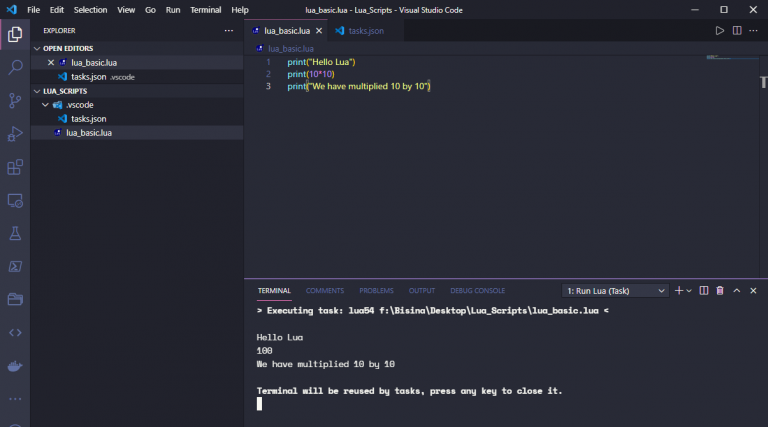 File Edit Selection View Go Run Terminal Help
lua_basic.lua - Lua_Scripts - Visual Studio Code
EXPLORER
OPEN EDITORS
lua_basic.lua
tasks.json .vscode
LUA_SCRIPTS
.vscode
tasks.json
lua_basic.lua
lua_basic.lua tasks.json
lua_basic.lua
1 print("Hello Lua")
2 print(10*10)
3 print("We have multiplied 10 by 10")
TERMINAL COMMENTS PROBLEMS OUTPUT DEBUG CONSOLE 1: Run Lua (Task)
> Executing task: lua54 f:\Bisina\Desktop\Lua_Scripts\lua_basic.lua <
Hello Lua
100
We have multiplied 10 by 10
Terminal will be reused by tasks, press any key to close it.